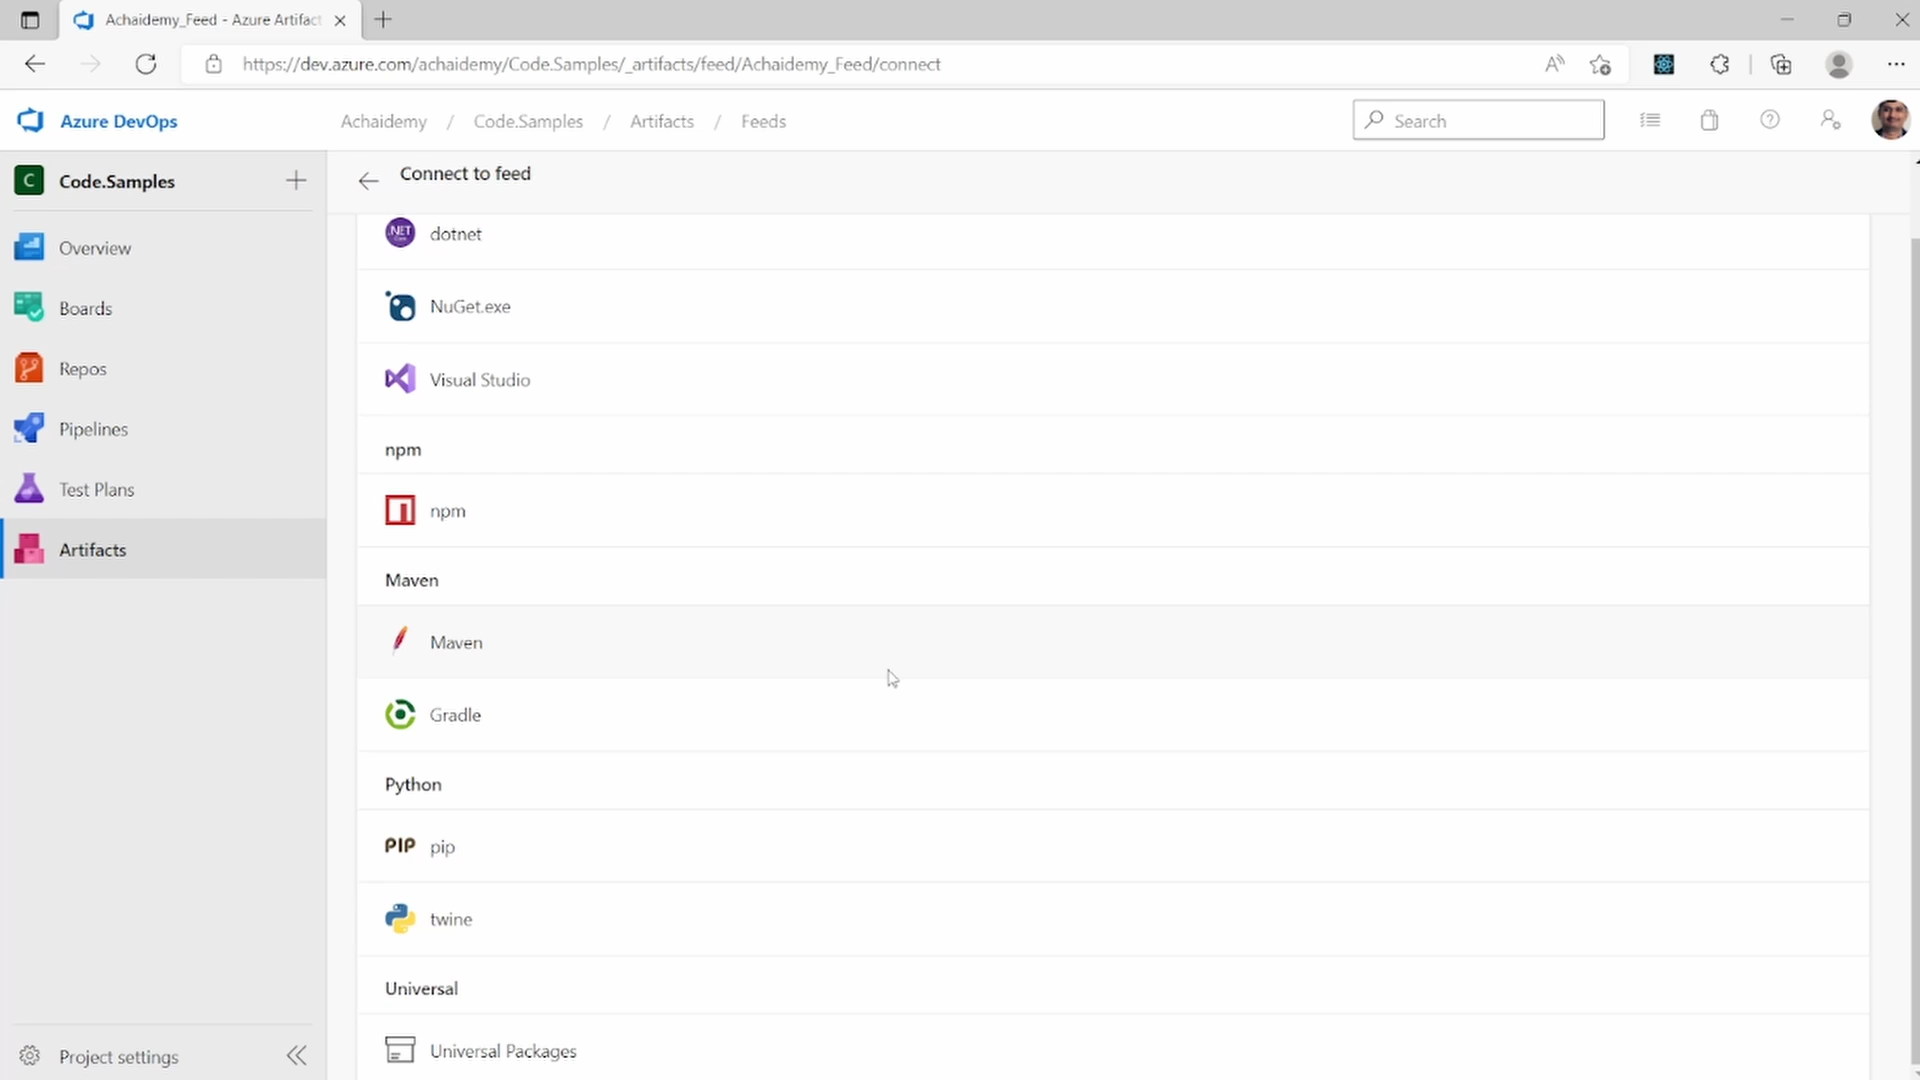 Achaidemy_Feed - Azure Artifact
https://dev.azure.com/achaidemy/Code.Samples/_artifacts/feed/Achaidemy_Feed/connect
Azure DevOps
Achaidemy / Code.Samples / Artifacts / Feeds
Search
C Code.Samples
Overview
Boards
Repos
Pipelines
Test Plans
Artifacts
Project settings
Connect to feed
.NET Core dotnet
NuGet.exe
Visual Studio
npm
npm
Maven
Maven
Gradle
Python
PIP pip
twine
Universal
Universal Packages